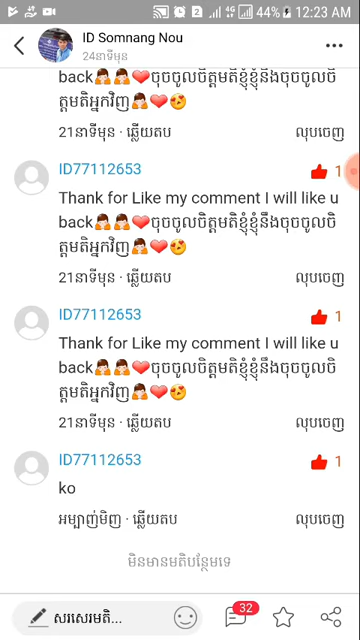 4G 44% 12:23 AM
ID Somnang Nou
24នាទីមុន
back🙇🙇❤ចុចចូលចិត្តមតិខ្ញុំខ្ញុំនឹងចុចចូលចិ
ត្តមតិអ្នកវិញ🙇❤😍
21នាទីមុន · ឆ្លើយតប លុបចេញ
ID77112653 1
Thank for Like my comment I will like u
back🙇🙇❤ចុចចូលចិត្តមតិខ្ញុំខ្ញុំនឹងចុចចូលចិ
ត្តមតិអ្នកវិញ🙇❤😍
21នាទីមុន · ឆ្លើយតប លុបចេញ
ID77112653 1
Thank for Like my comment I will like u
back🙇🙇❤ចុចចូលចិត្តមតិខ្ញុំខ្ញុំនឹងចុចចូលចិ
ត្តមតិអ្នកវិញ🙇❤😍
21នាទីមុន · ឆ្លើយតប លុបចេញ
ID77112653 1
ko
អម្បាញ់មិញ · ឆ្លើយតប លុបចេញ
មិនមានមតិបន្ថែមទេ
សរសេរមតិ... 32